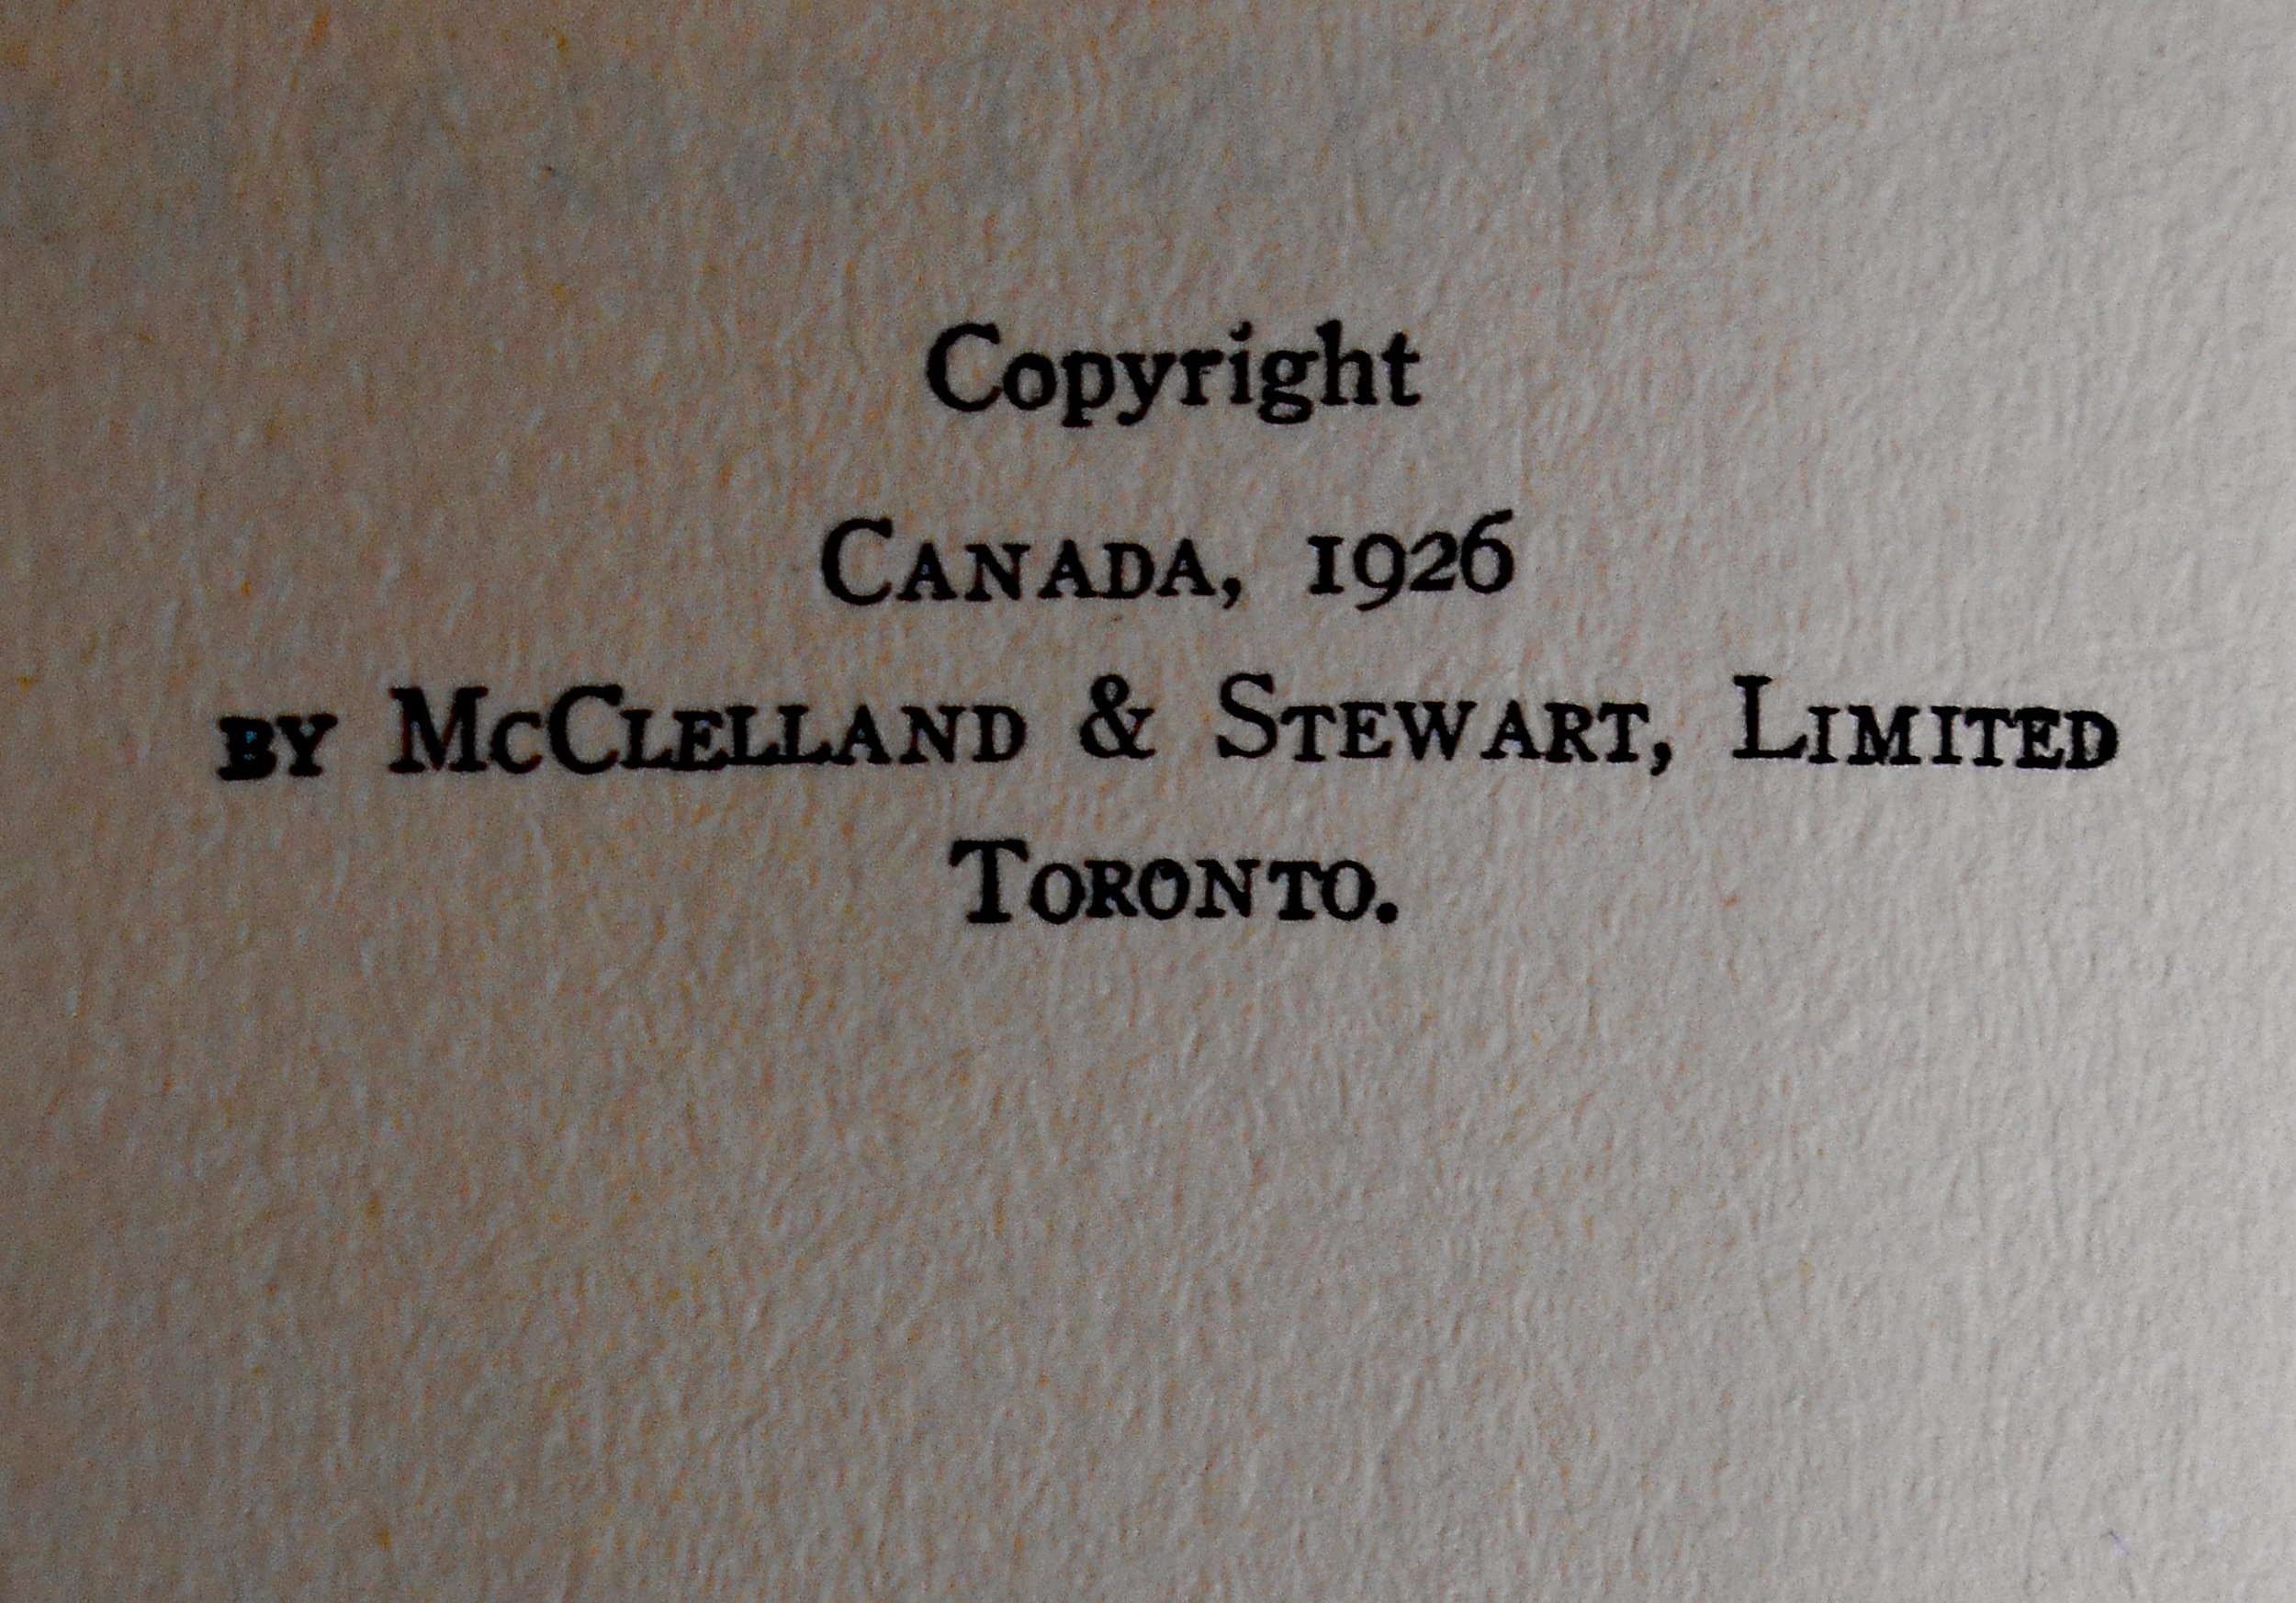 Copyright
CANADA, 1926
BY MCCLELLAND & STEWART, LIMITED
TORONTO.